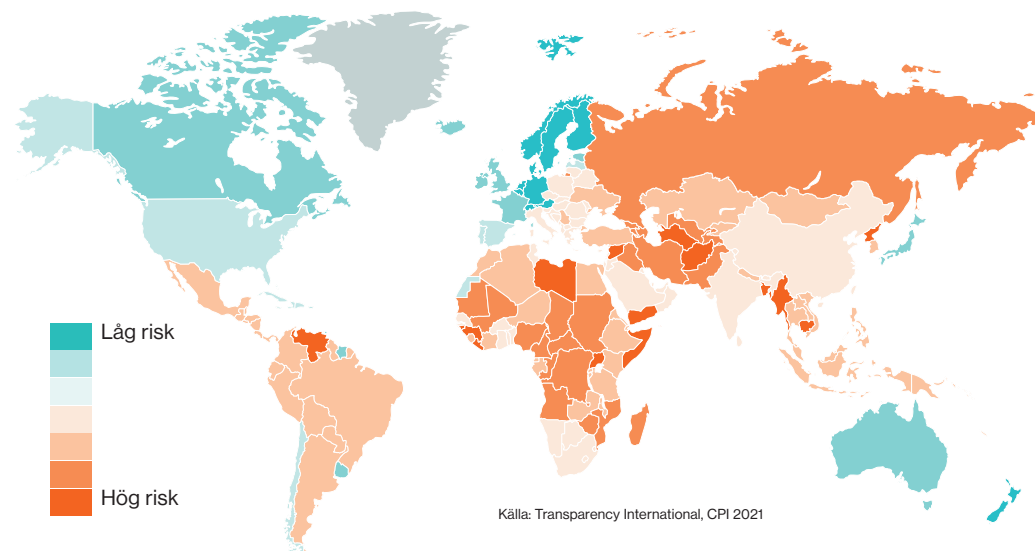 Låg risk
Hög risk
Källa: Transparency International, CPI 2021